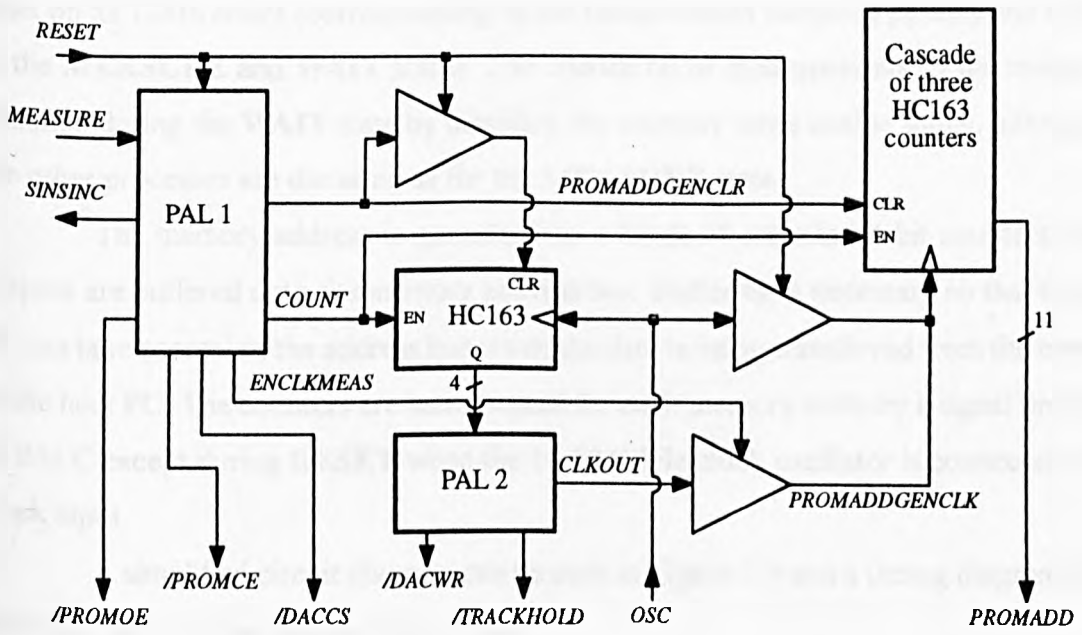 RESET
MEASURE
SINSINC
PAL 1
Cascade
of three
HC163
counters
PROMADDGENCLR
CLR
EN
CLR
COUNT
EN
HC163
Q
4
11
ENCLKMEAS
PAL 2
CLKOUT
PROMADDGENCLK
/PROMCE
/DACWR
/PROMOE
/DACCS
/TRACKHOLD
OSC
PROMADD